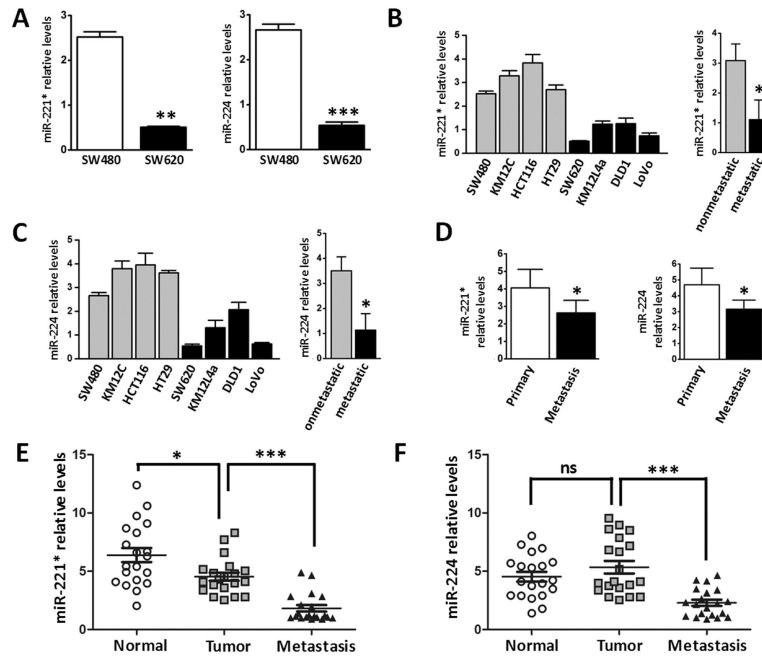 A
miR-221* relative levels
3
2
1
0
**
SW480
SW620
miR-224 relative levels
3
2
1
0
***
SW480
SW620
B
miR-221* relative levels
5
4
3
2
1
0
SW480
KM12C
HCT116
HT29
SW620
KM12L4a
DLD1
LoVo
miR-221* relative levels
4
3
2
1
0
*
nonmetastatic
metastatic
C
miR-224 relative levels
5
4
3
2
1
0
SW480
KM12C
HCT116
HT29
SW620
KM12L4a
DLD1
LoVo
miR-224 relative levels
5
4
3
2
1
0
*
onmetastatic
metastatic
D
miR-221*
relative levels
6
5
4
3
2
1
0
*
Primary
Metastasis
miR-224
relative levels
6
5
4
3
2
1
0
*
Primary
Metastasis
E
miR-221* relative levels
15
10
5
0
*
***
Normal
Tumor
Metastasis
F
miR-224 relative levels
15
10
5
0
ns
***
Normal
Tumor
Metastasis